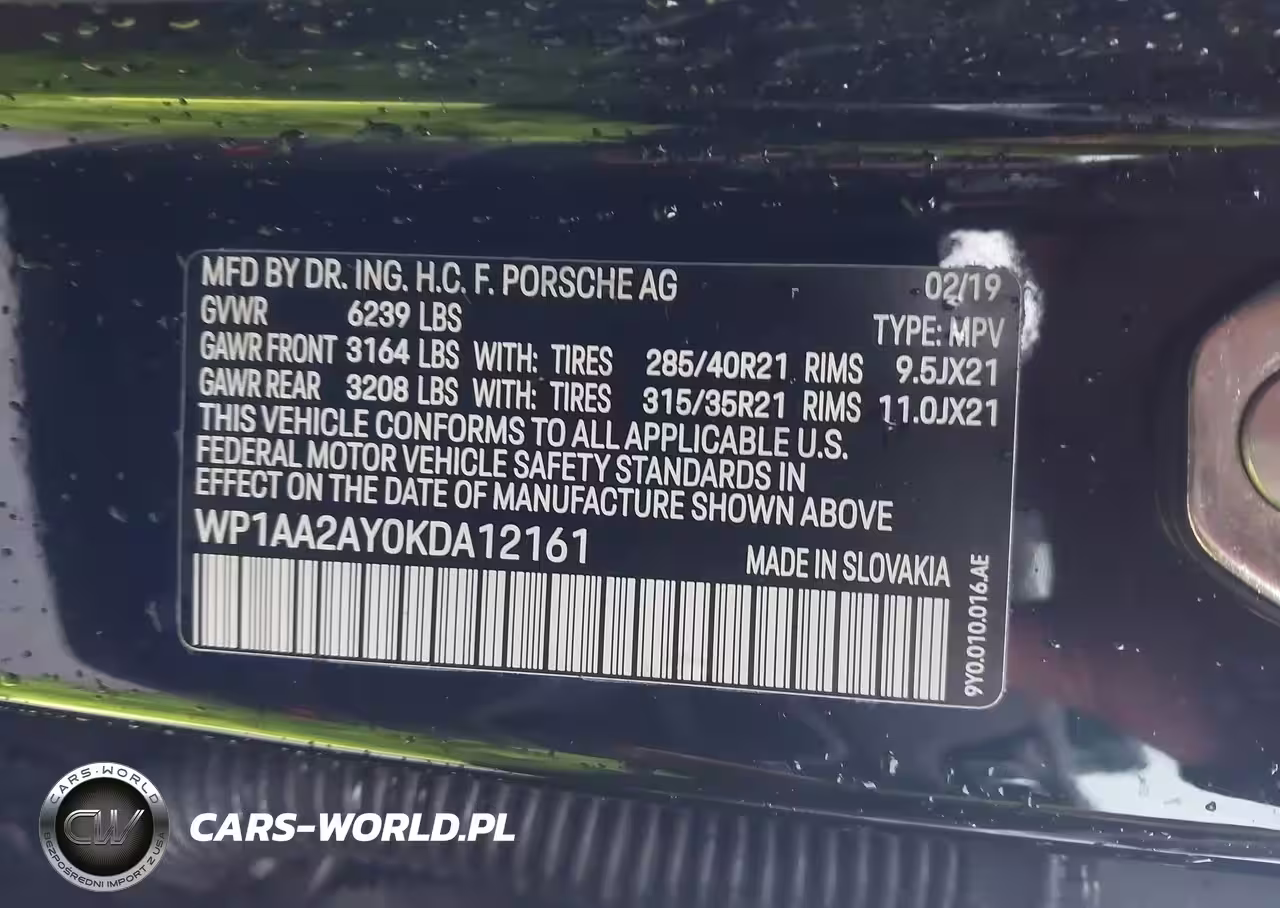 MFD BY DR. ING. H.C. F. PORSCHE AG 02/19
GVWR 6239 LBS TYPE: MPV
GAWR FRONT 3164 LBS WITH: TIRES 285/40R21 RIMS 9.5JX21
GAWR REAR 3208 LBS WITH: TIRES 315/35R21 RIMS 11.0JX21
THIS VEHICLE CONFORMS TO ALL APPLICABLE U.S.
FEDERAL MOTOR VEHICLE SAFETY STANDARDS IN
EFFECT ON THE DATE OF MANUFACTURE SHOWN ABOVE
WP1AA2AY0KDA12161
MADE IN SLOVAKIA
9Y0.010.016.AE
CARS-WORLD
CW
BEZPOŚREDNI IMPORT Z USA
CARS-WORLD.PL